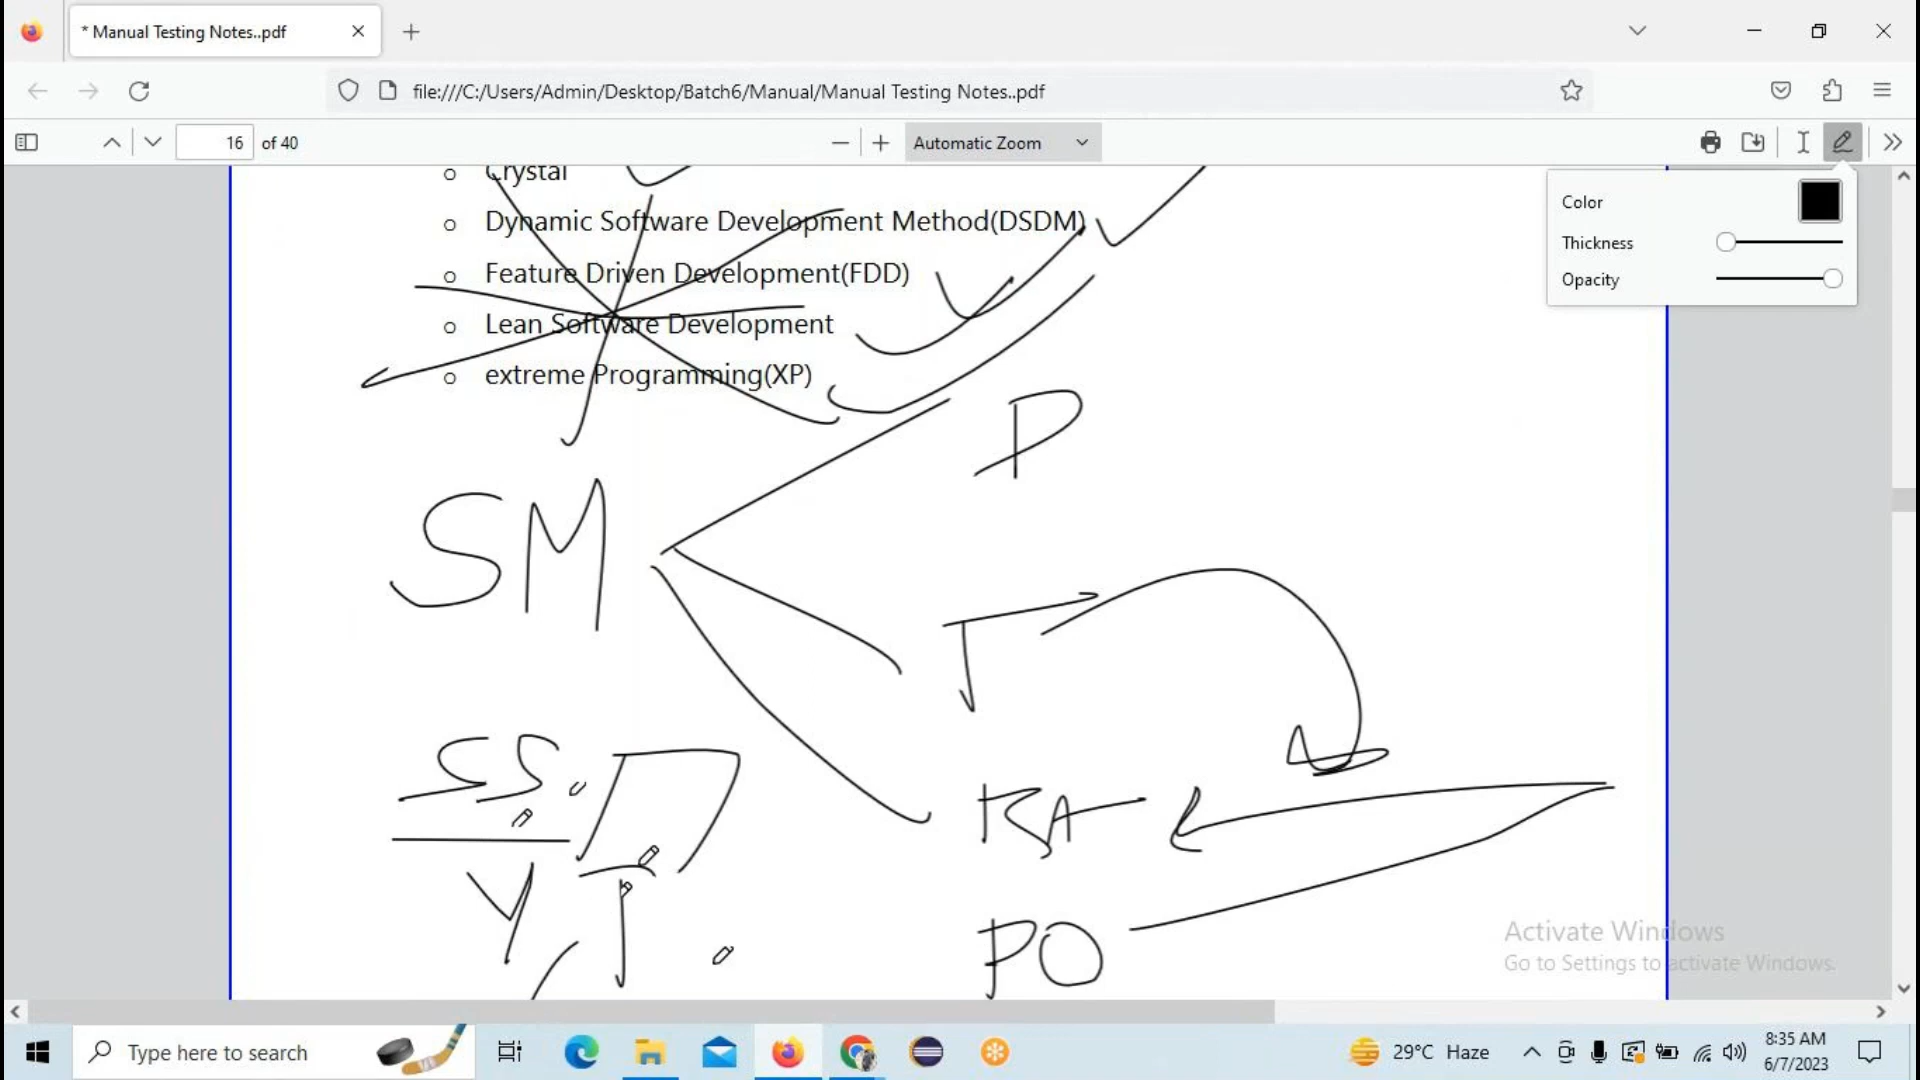 * Manual Testing Notes..pdf
file:///C:/Users/Admin/Desktop/Batch6/Manual/Manual Testing Notes..pdf
16 of 40
Automatic Zoom
Color
Thickness
Opacity
Crystal
Dynamic Software Development Method(DSDM)
Feature Driven Development(FDD)
Lean Software Development
extreme Programming(XP)
SM
D
T
BA
PO
Activate Windows
Go to Settings to activate Windows.
Type here to search
29°C Haze
8:35 AM
6/7/2023